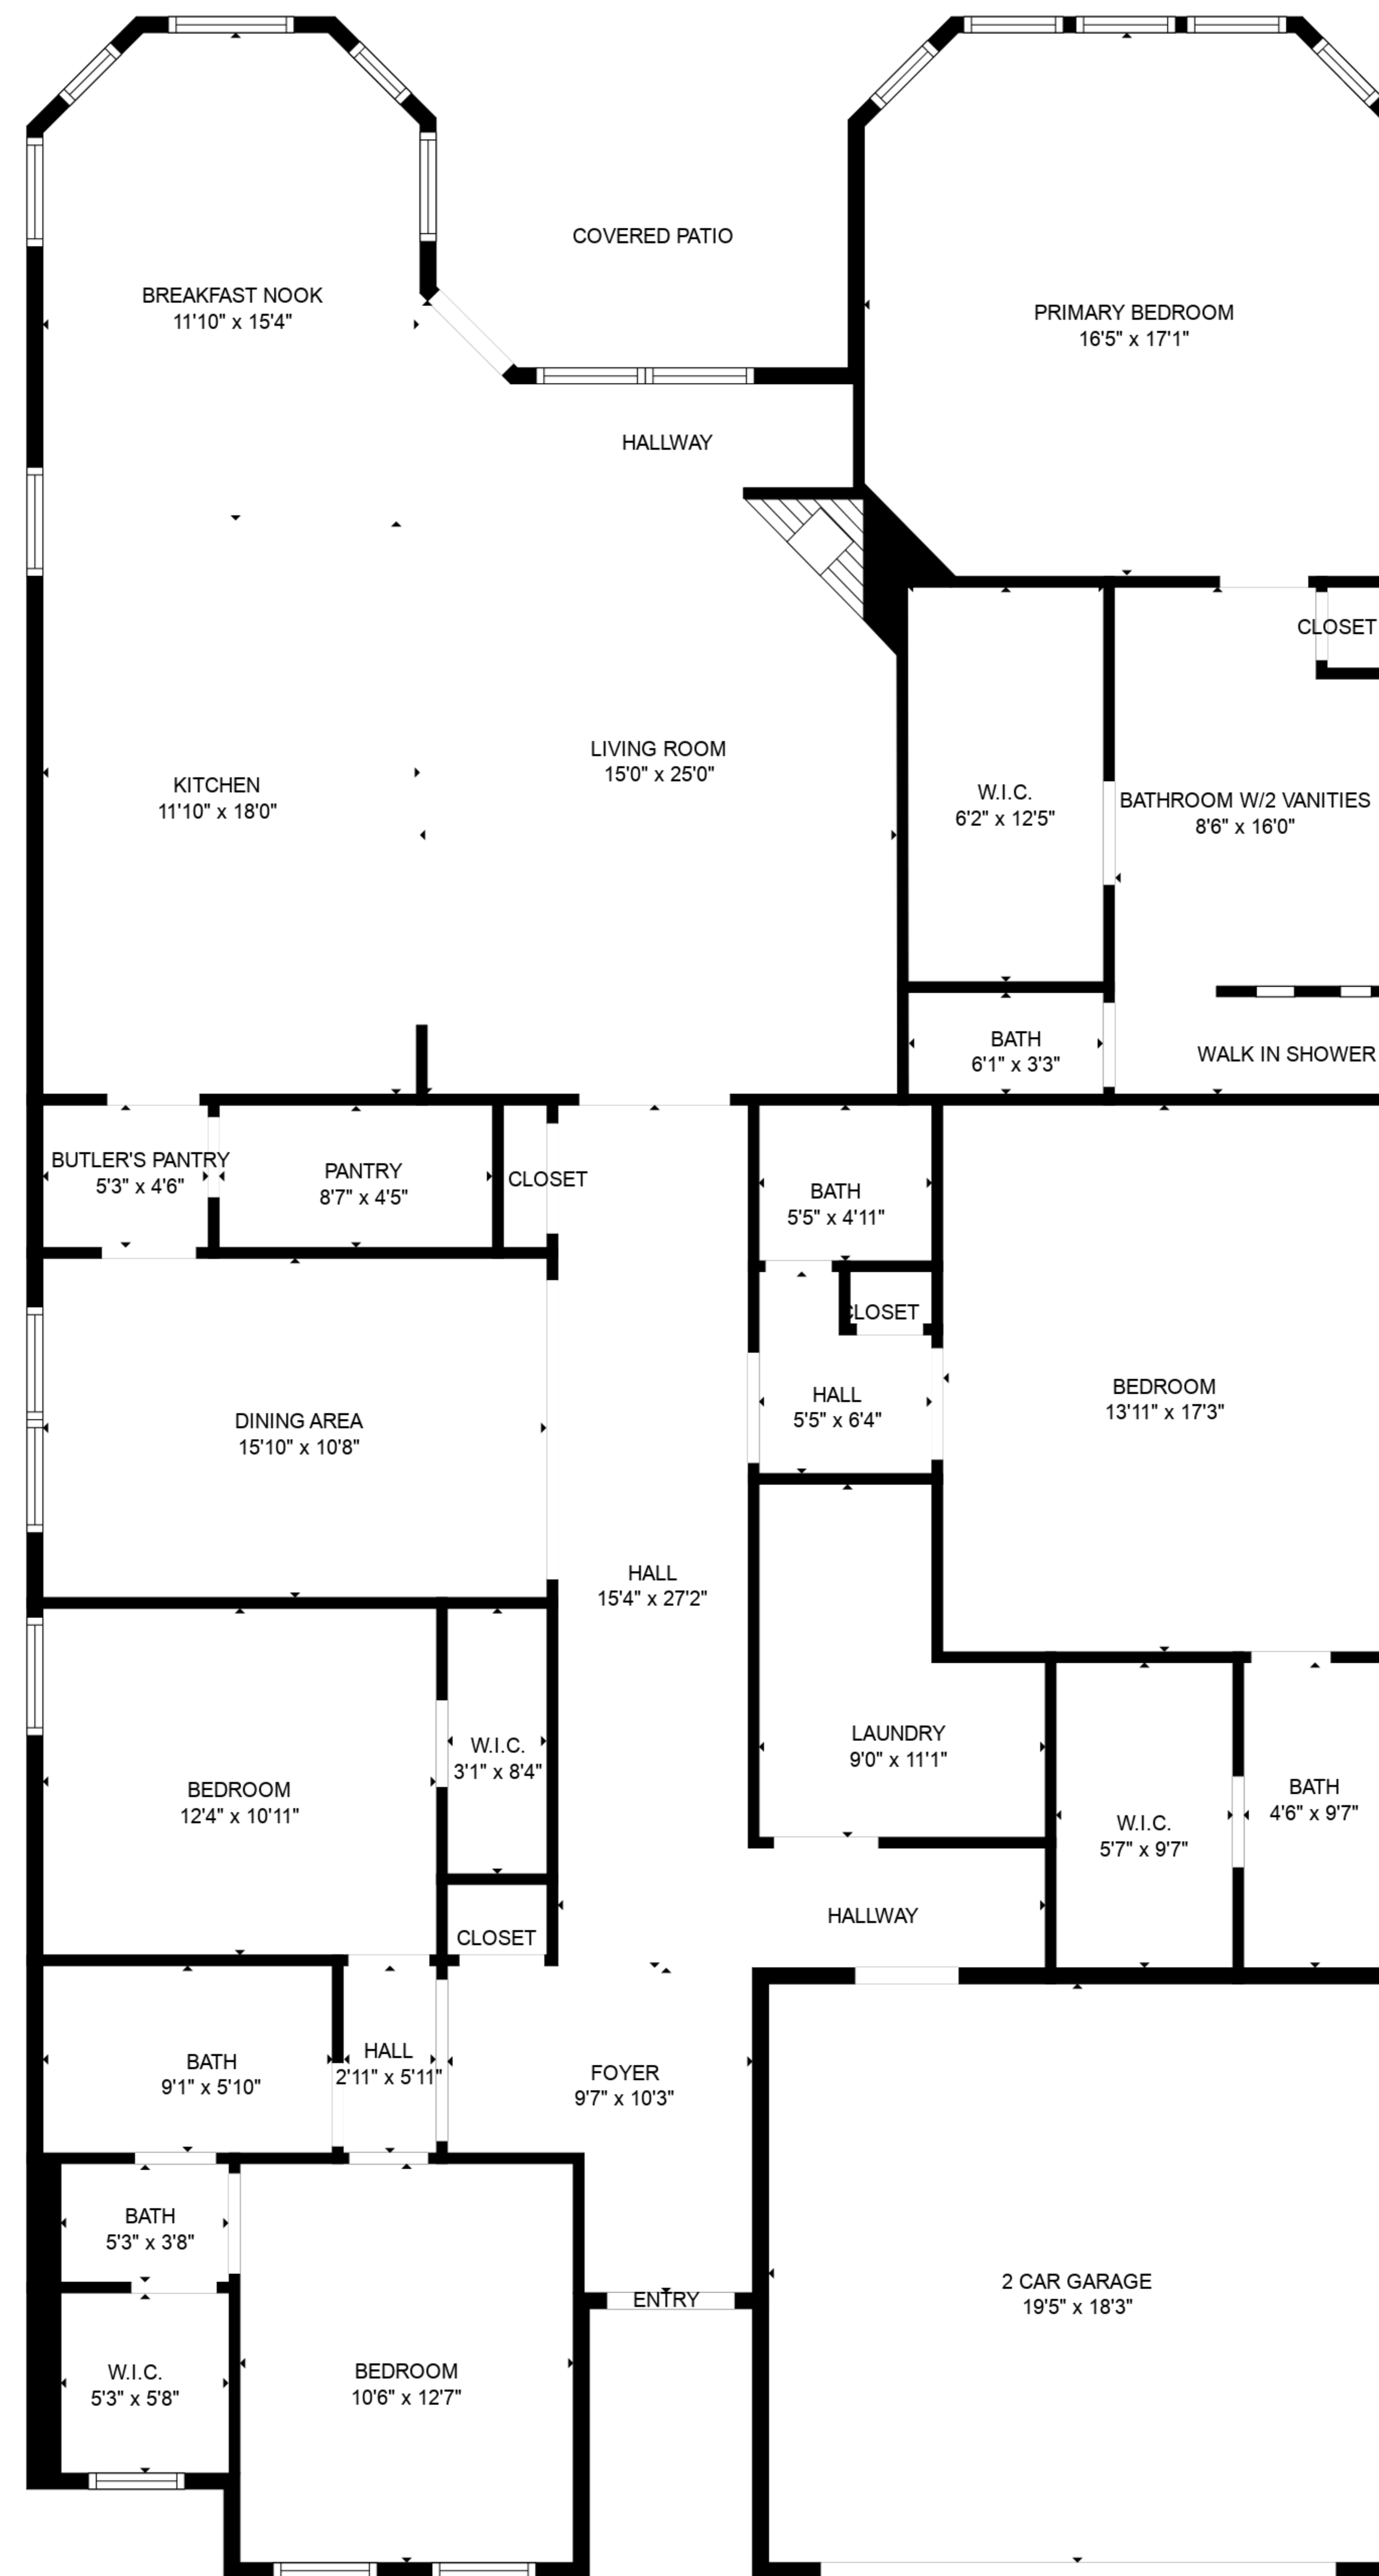 COVERED PATIO
BREAKFAST NOOK
11'10" x 15'4"
PRIMARY BEDROOM
16'5" x 17'1"
HALLWAY
CLOSET
LIVING ROOM
15'0" x 25'0"
KITCHEN
11'10" x 18'0"
W.I.C.
6'2" x 12'5"
BATHROOM W/2 VANITIES
8'6" x 16'0"
BATH
6'1" x 3'3"
WALK IN SHOWER
BUTLER'S PANTRY
5'3" x 4'6"
PANTRY
8'7" x 4'5"
CLOSET
BATH
5'5" x 4'11"
CLOSET
HALL
5'5" x 6'4"
BEDROOM
13'11" x 17'3"
DINING AREA
15'10" x 10'8"
HALL
15'4" x 27'2"
LAUNDRY
9'0" x 11'1"
W.I.C.
3'1" x 8'4"
BEDROOM
12'4" x 10'11"
BATH
4'6" x 9'7"
W.I.C.
5'7" x 9'7"
HALLWAY
CLOSET
HALL
2'11" x 5'11"
BATH
9'1" x 5'10"
FOYER
9'7" x 10'3"
BATH
5'3" x 3'8"
ENTRY
2 CAR GARAGE
19'5" x 18'3"
W.I.C.
5'3" x 5'8"
BEDROOM
10'6" x 12'7"